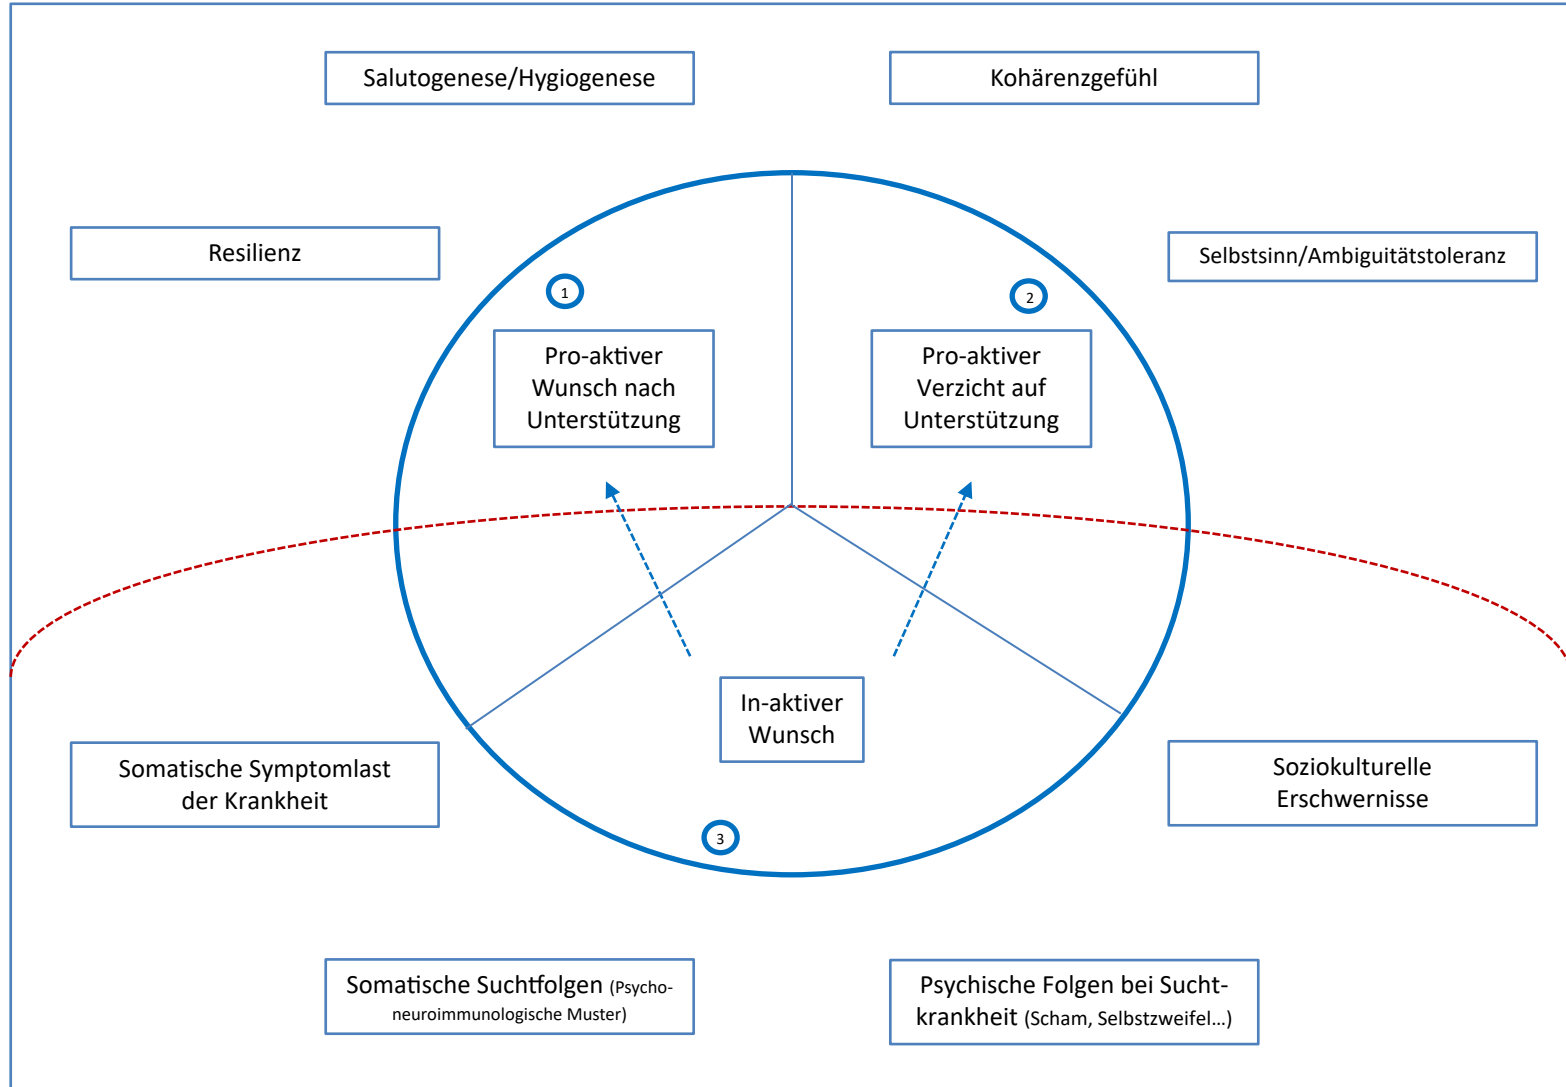 Salutogenese/Hygiogenese
Kohärenzgefühl
Resilienz
Selbstsinn/Ambiguitätstoleranz
1
2
Pro-aktiver
Wunsch nach
Unterstützung
Pro-aktiver
Verzicht auf
Unterstützung
In-aktiver
Wunsch
Somatische Symptomlast
der Krankheit
Soziokulturelle
Erschwernisse
3
Somatische Suchtfolgen (Psycho-
neuroimmunologische Muster)
Psychische Folgen bei Sucht-
krankheit (Scham, Selbstzweifel...)